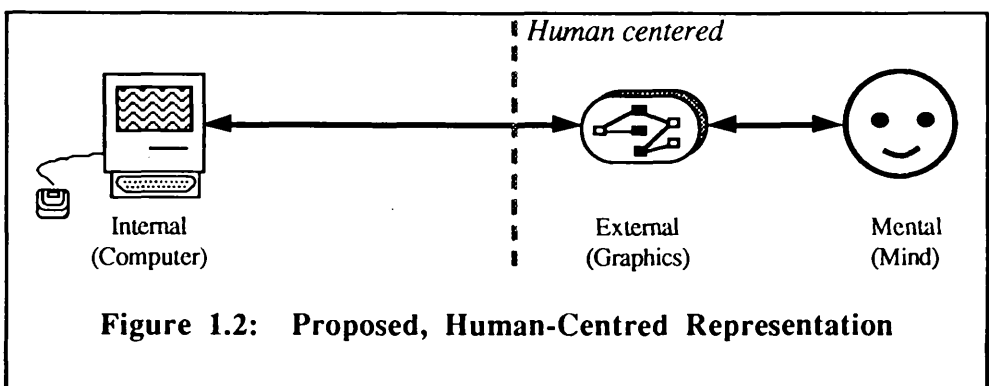 Human centered
Internal
(Computer)
External
(Graphics)
Mental
(Mind)
Figure 1.2: Proposed, Human-Centred Representation